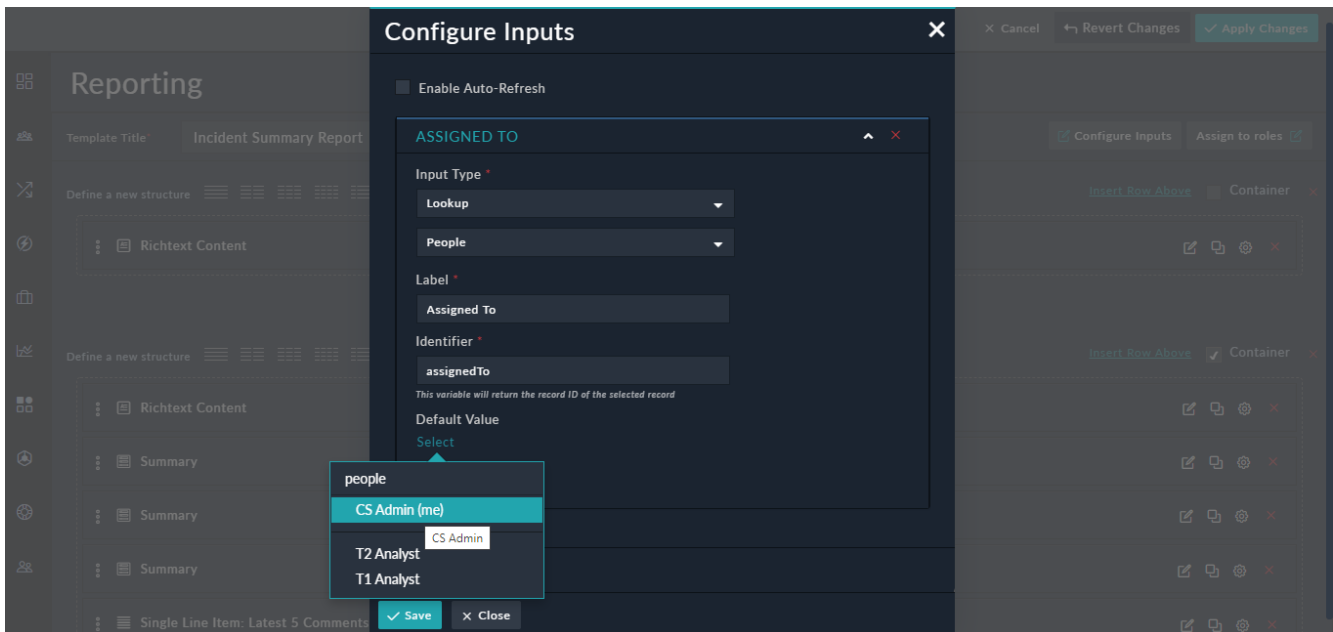 Configure Inputs
Cancel
Revert Changes
Apply Changes
Reporting
Enable Auto-Refresh
Template Title
Incident Summary Report
ASSIGNED TO
Configure Inputs
Assign to roles
Input Type *
Define a new structure
Lookup
Insert Row Above
Container
Richtext Content
People
Label *
Assigned To
Identifier *
Define a new structure
assignedTo
Insert Row Above
Container
This variable will return the record ID of the selected record
Richtext Content
Default Value
Select
Summary
people
CS Admin (me)
Summary
CS Admin
T2 Analyst
Summary
T1 Analyst
Single Line Item: Latest 5 Comments
Save
Close